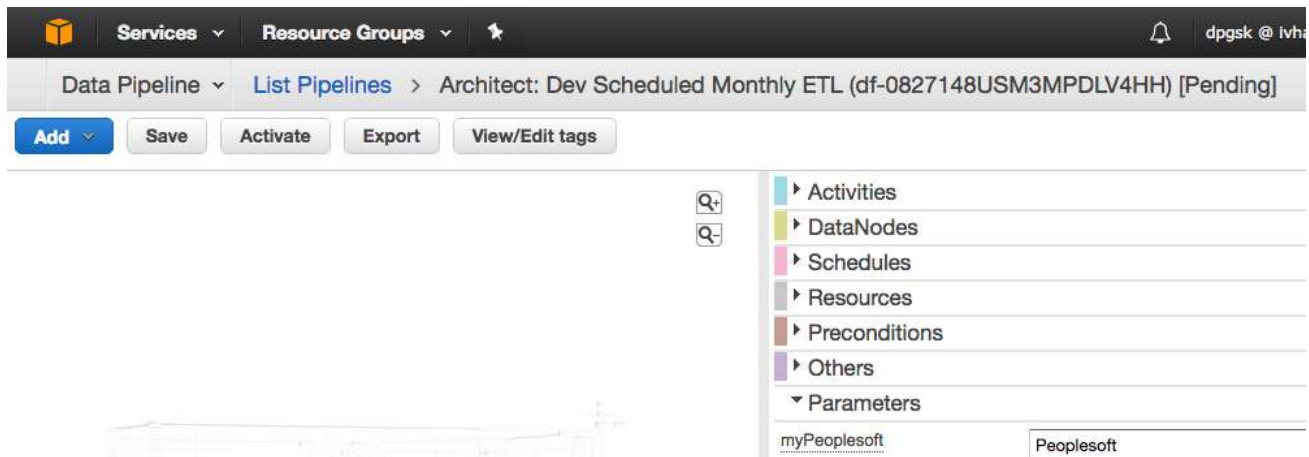 Services Resource Groups dpgsk @ ivha
Data Pipeline List Pipelines > Architect: Dev Scheduled Monthly ETL (df-0827148USM3MPDLV4HH) [Pending]
Add Save Activate Export View/Edit tags
Activities
DataNodes
Schedules
Resources
Preconditions
Others
Parameters
myPeoplesoft Peoplesoft